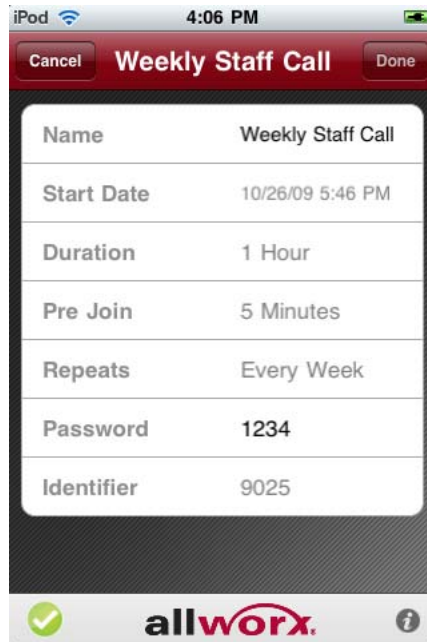 iPod 4:06 PM
Cancel Weekly Staff Call Done
Name Weekly Staff Call
Start Date 10/26/09 5:46 PM
Duration 1 Hour
Pre Join 5 Minutes
Repeats Every Week
Password 1234
Identifier 9025
allworx.
i